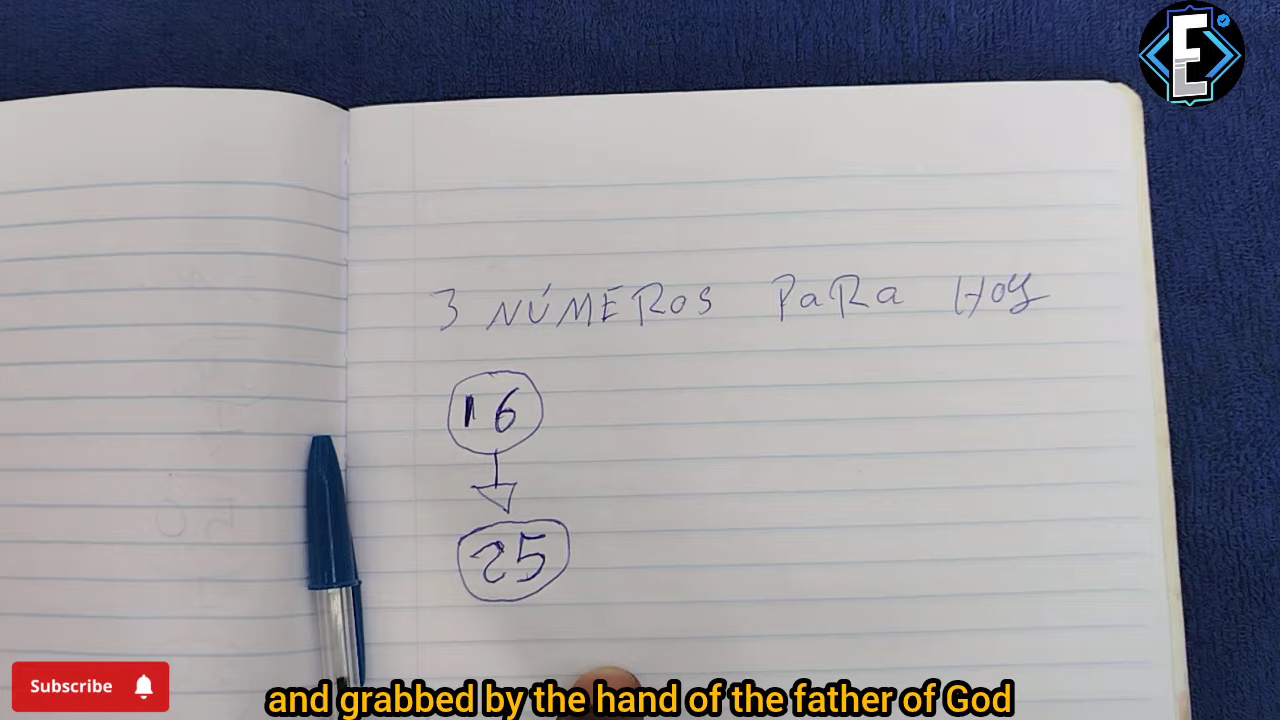 3 NÚMEROS PaRa HOY
16
25
Subscribe
and grabbed by the hand of the father of God